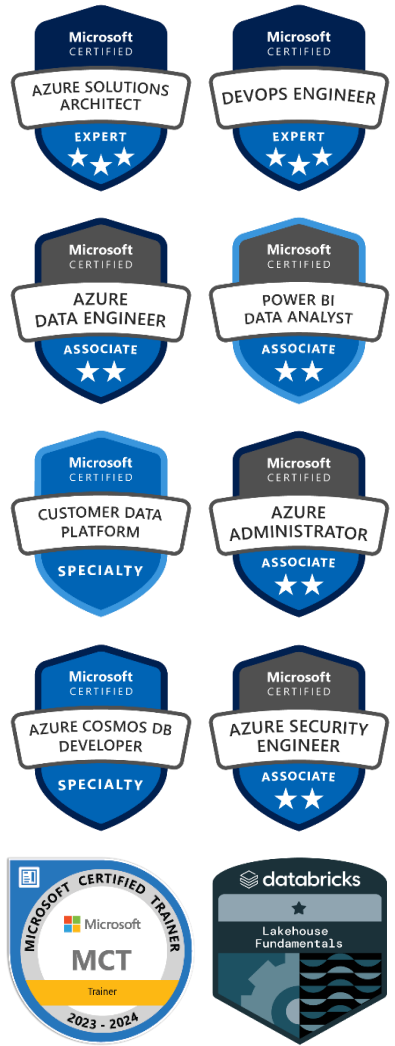 Microsoft
CERTIFIED
AZURE SOLUTIONS
ARCHITECT
EXPERT
Microsoft
CERTIFIED
DEVOPS ENGINEER
EXPERT
Microsoft
CERTIFIED
AZURE
DATA ENGINEER
ASSOCIATE
Microsoft
CERTIFIED
POWER BI
DATA ANALYST
ASSOCIATE
Microsoft
CERTIFIED
CUSTOMER DATA
PLATFORM
SPECIALTY
Microsoft
CERTIFIED
AZURE
ADMINISTRATOR
ASSOCIATE
Microsoft
CERTIFIED
AZURE COSMOS DB
DEVELOPER
SPECIALTY
Microsoft
CERTIFIED
AZURE SECURITY
ENGINEER
ASSOCIATE
MICROSOFT CERTIFIED TRAINER
Microsoft
MCT
Trainer
2023 - 2024
databricks
Lakehouse
Fundamentals